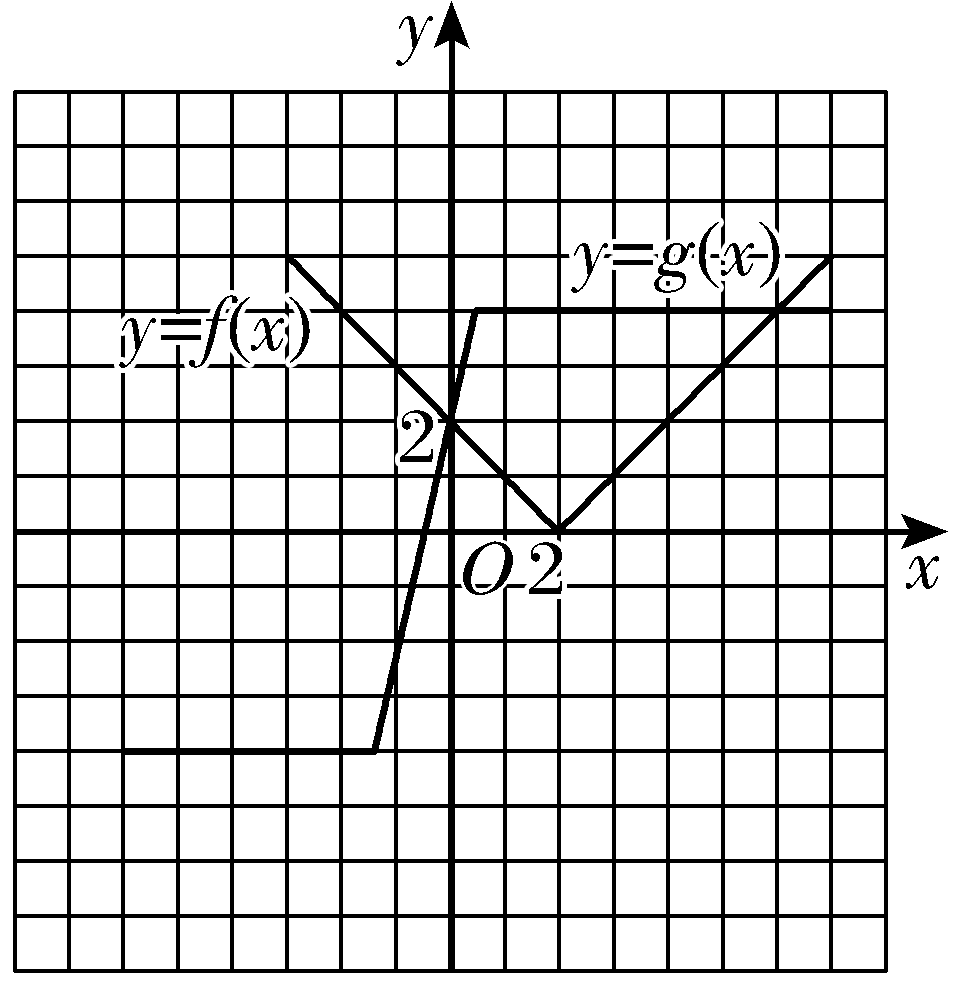 y
y=g(x)
y=f(x)
2
O 2
x